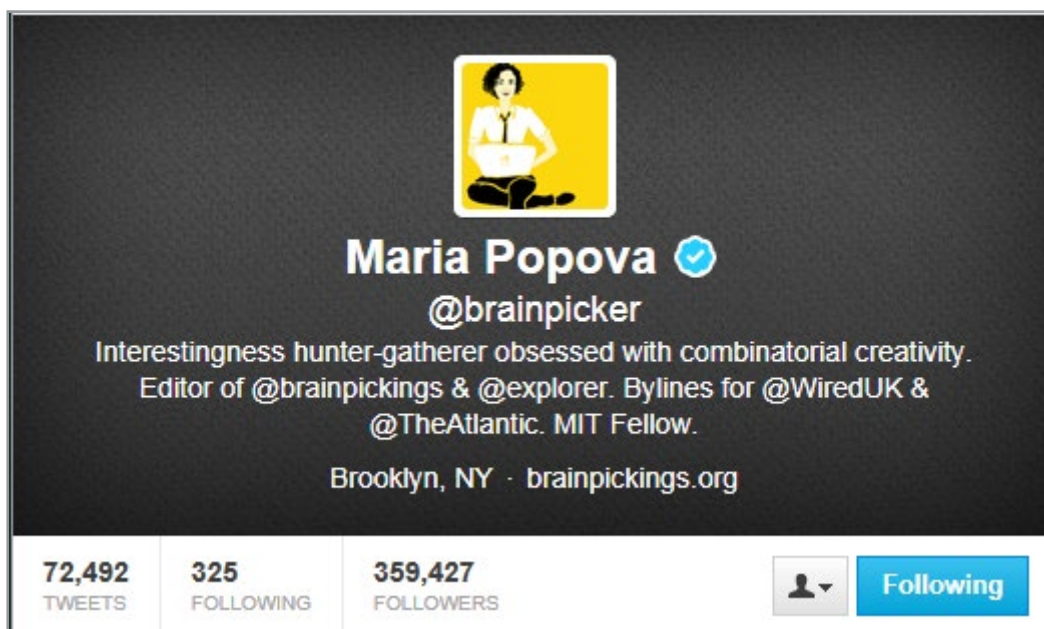 Maria Popova
@brainpicker
Interestingness hunter-gatherer obsessed with combinatorial creativity.
Editor of @brainpickings & @explorer. Bylines for @WiredUK &
@TheAtlantic. MIT Fellow.
Brooklyn, NY · brainpickings.org
72,492 325 359,427
TWEETS FOLLOWING FOLLOWERS
Following